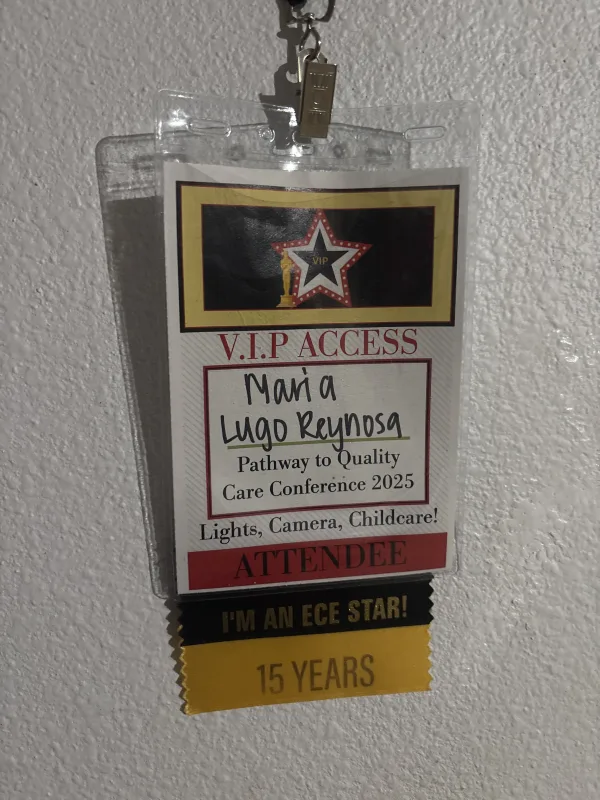 VIP
V.I.P ACCESS
Maria
Lugo Reynosa
Pathway to Quality
Care Conference 2025
Lights, Camera, Childcare!
ATTENDEE
I'M AN ECE STAR!
15 YEARS